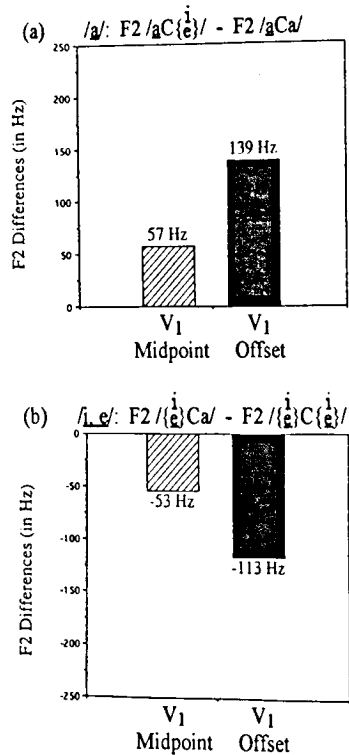 (a) /a/: F2 /aC{i e}/ - F2 /aCa/
F2 Differences (in Hz)
250
200
150
100
50
0
57 Hz
139 Hz
V1 V1
Midpoint Offset
(b) /i, e/: F2 /{i e}Ca/ - F2 /{i e}C{i e}/
F2 Differences (in Hz)
0
-50
-100
-150
-200
-250
-53 Hz
-113 Hz
V1 V1
Midpoint Offset